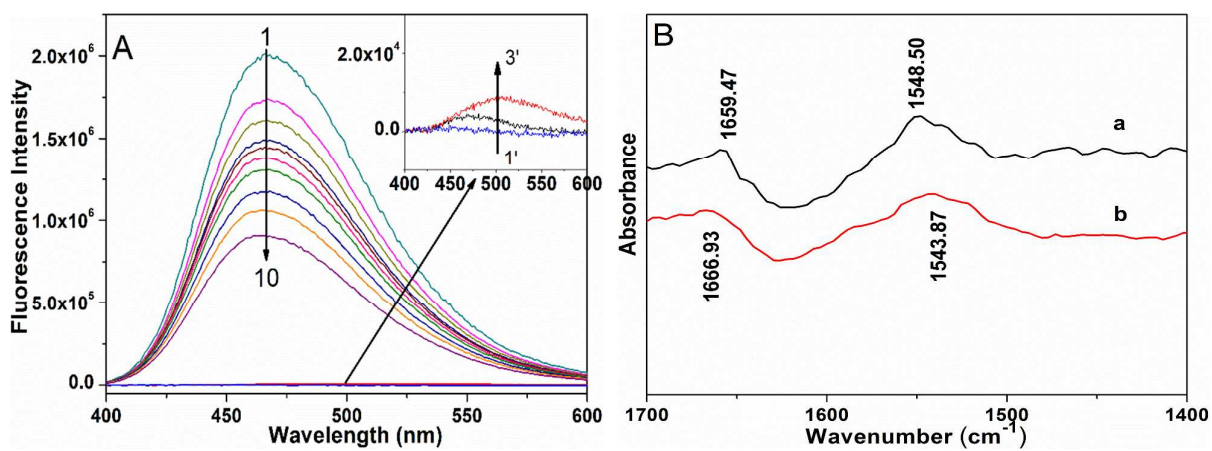 A
1
10
2.0x10⁶
1.5x10⁶
1.0x10⁶
5.0x10⁵
0.0
400
450
500
550
600
Fluorescence Intensity
Wavelength (nm)
2.0x10⁴
0.0
3'
1'
400
450
500
550
600
B
1659.47
1548.50
a
1666.93
1543.87
b
Absorbance
1700
1600
1500
1400
Wavenumber (cm⁻¹)